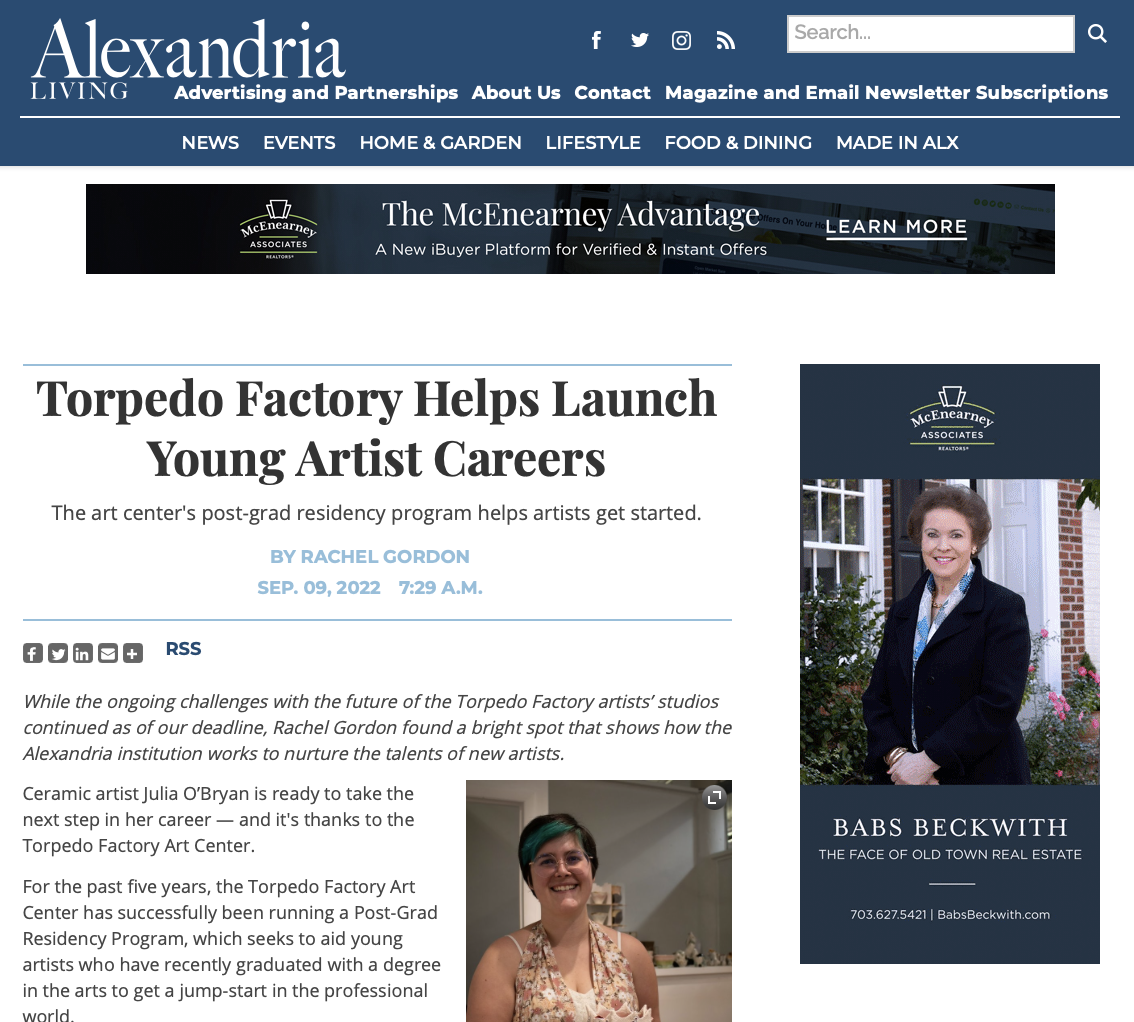 Alexandria
LIVING
Search...
Advertising and Partnerships About Us Contact Magazine and Email Newsletter Subscriptions
NEWS EVENTS HOME & GARDEN LIFESTYLE FOOD & DINING MADE IN ALX
McEnearney
ASSOCIATES
REALTORS®
The McEnearney Advantage
A New iBuyer Platform for Verified & Instant Offers
LEARN MORE
Torpedo Factory Helps Launch
Young Artist Careers
The art center's post-grad residency program helps artists get started.
BY RACHEL GORDON
SEP. 09, 2022 7:29 A.M.
RSS
While the ongoing challenges with the future of the Torpedo Factory artists’ studios
continued as of our deadline, Rachel Gordon found a bright spot that shows how the
Alexandria institution works to nurture the talents of new artists.
Ceramic artist Julia O’Bryan is ready to take the
next step in her career — and it's thanks to the
Torpedo Factory Art Center.
For the past five years, the Torpedo Factory Art
Center has successfully been running a Post-Grad
Residency Program, which seeks to aid young
artists who have recently graduated with a degree
in the arts to get a jump-start in the professional
world.
McEnearney
ASSOCIATES
REALTORS®
BABS BECKWITH
THE FACE OF OLD TOWN REAL ESTATE
703.627.5421 | BabsBeckwith.com